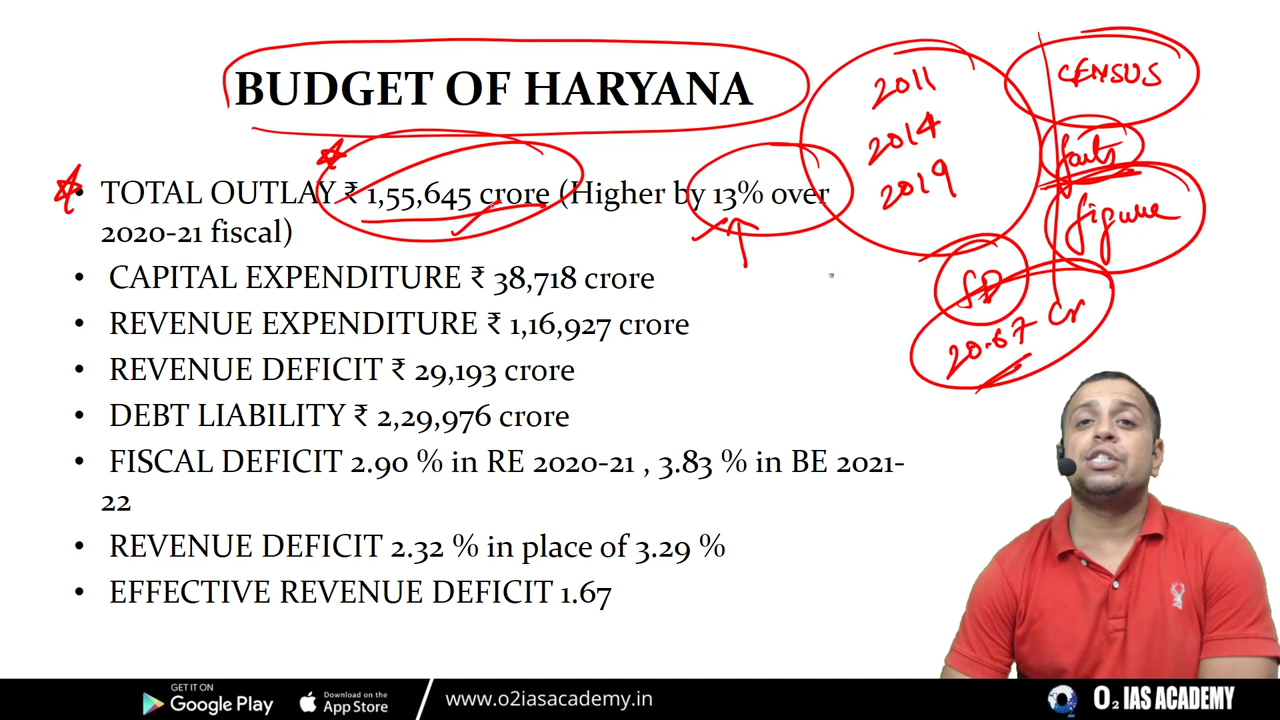 BUDGET OF HARYANA
2011
2014
2019
CENSUS
facts
figure
FD
20.67 Cr
• TOTAL OUTLAY ₹ 1,55,645 crore (Higher by 13% over
2020-21 fiscal)
• CAPITAL EXPENDITURE ₹ 38,718 crore
• REVENUE EXPENDITURE ₹ 1,16,927 crore
• REVENUE DEFICIT ₹ 29,193 crore
• DEBT LIABILITY ₹ 2,29,976 crore
• FISCAL DEFICIT 2.90 % in RE 2020-21 , 3.83 % in BE 2021-
22
• REVENUE DEFICIT 2.32 % in place of 3.29 %
• EFFECTIVE REVENUE DEFICIT 1.67
GET IT ON
Google Play
Download on the
App Store
www.o2iasacademy.in
O2 IAS ACADEMY